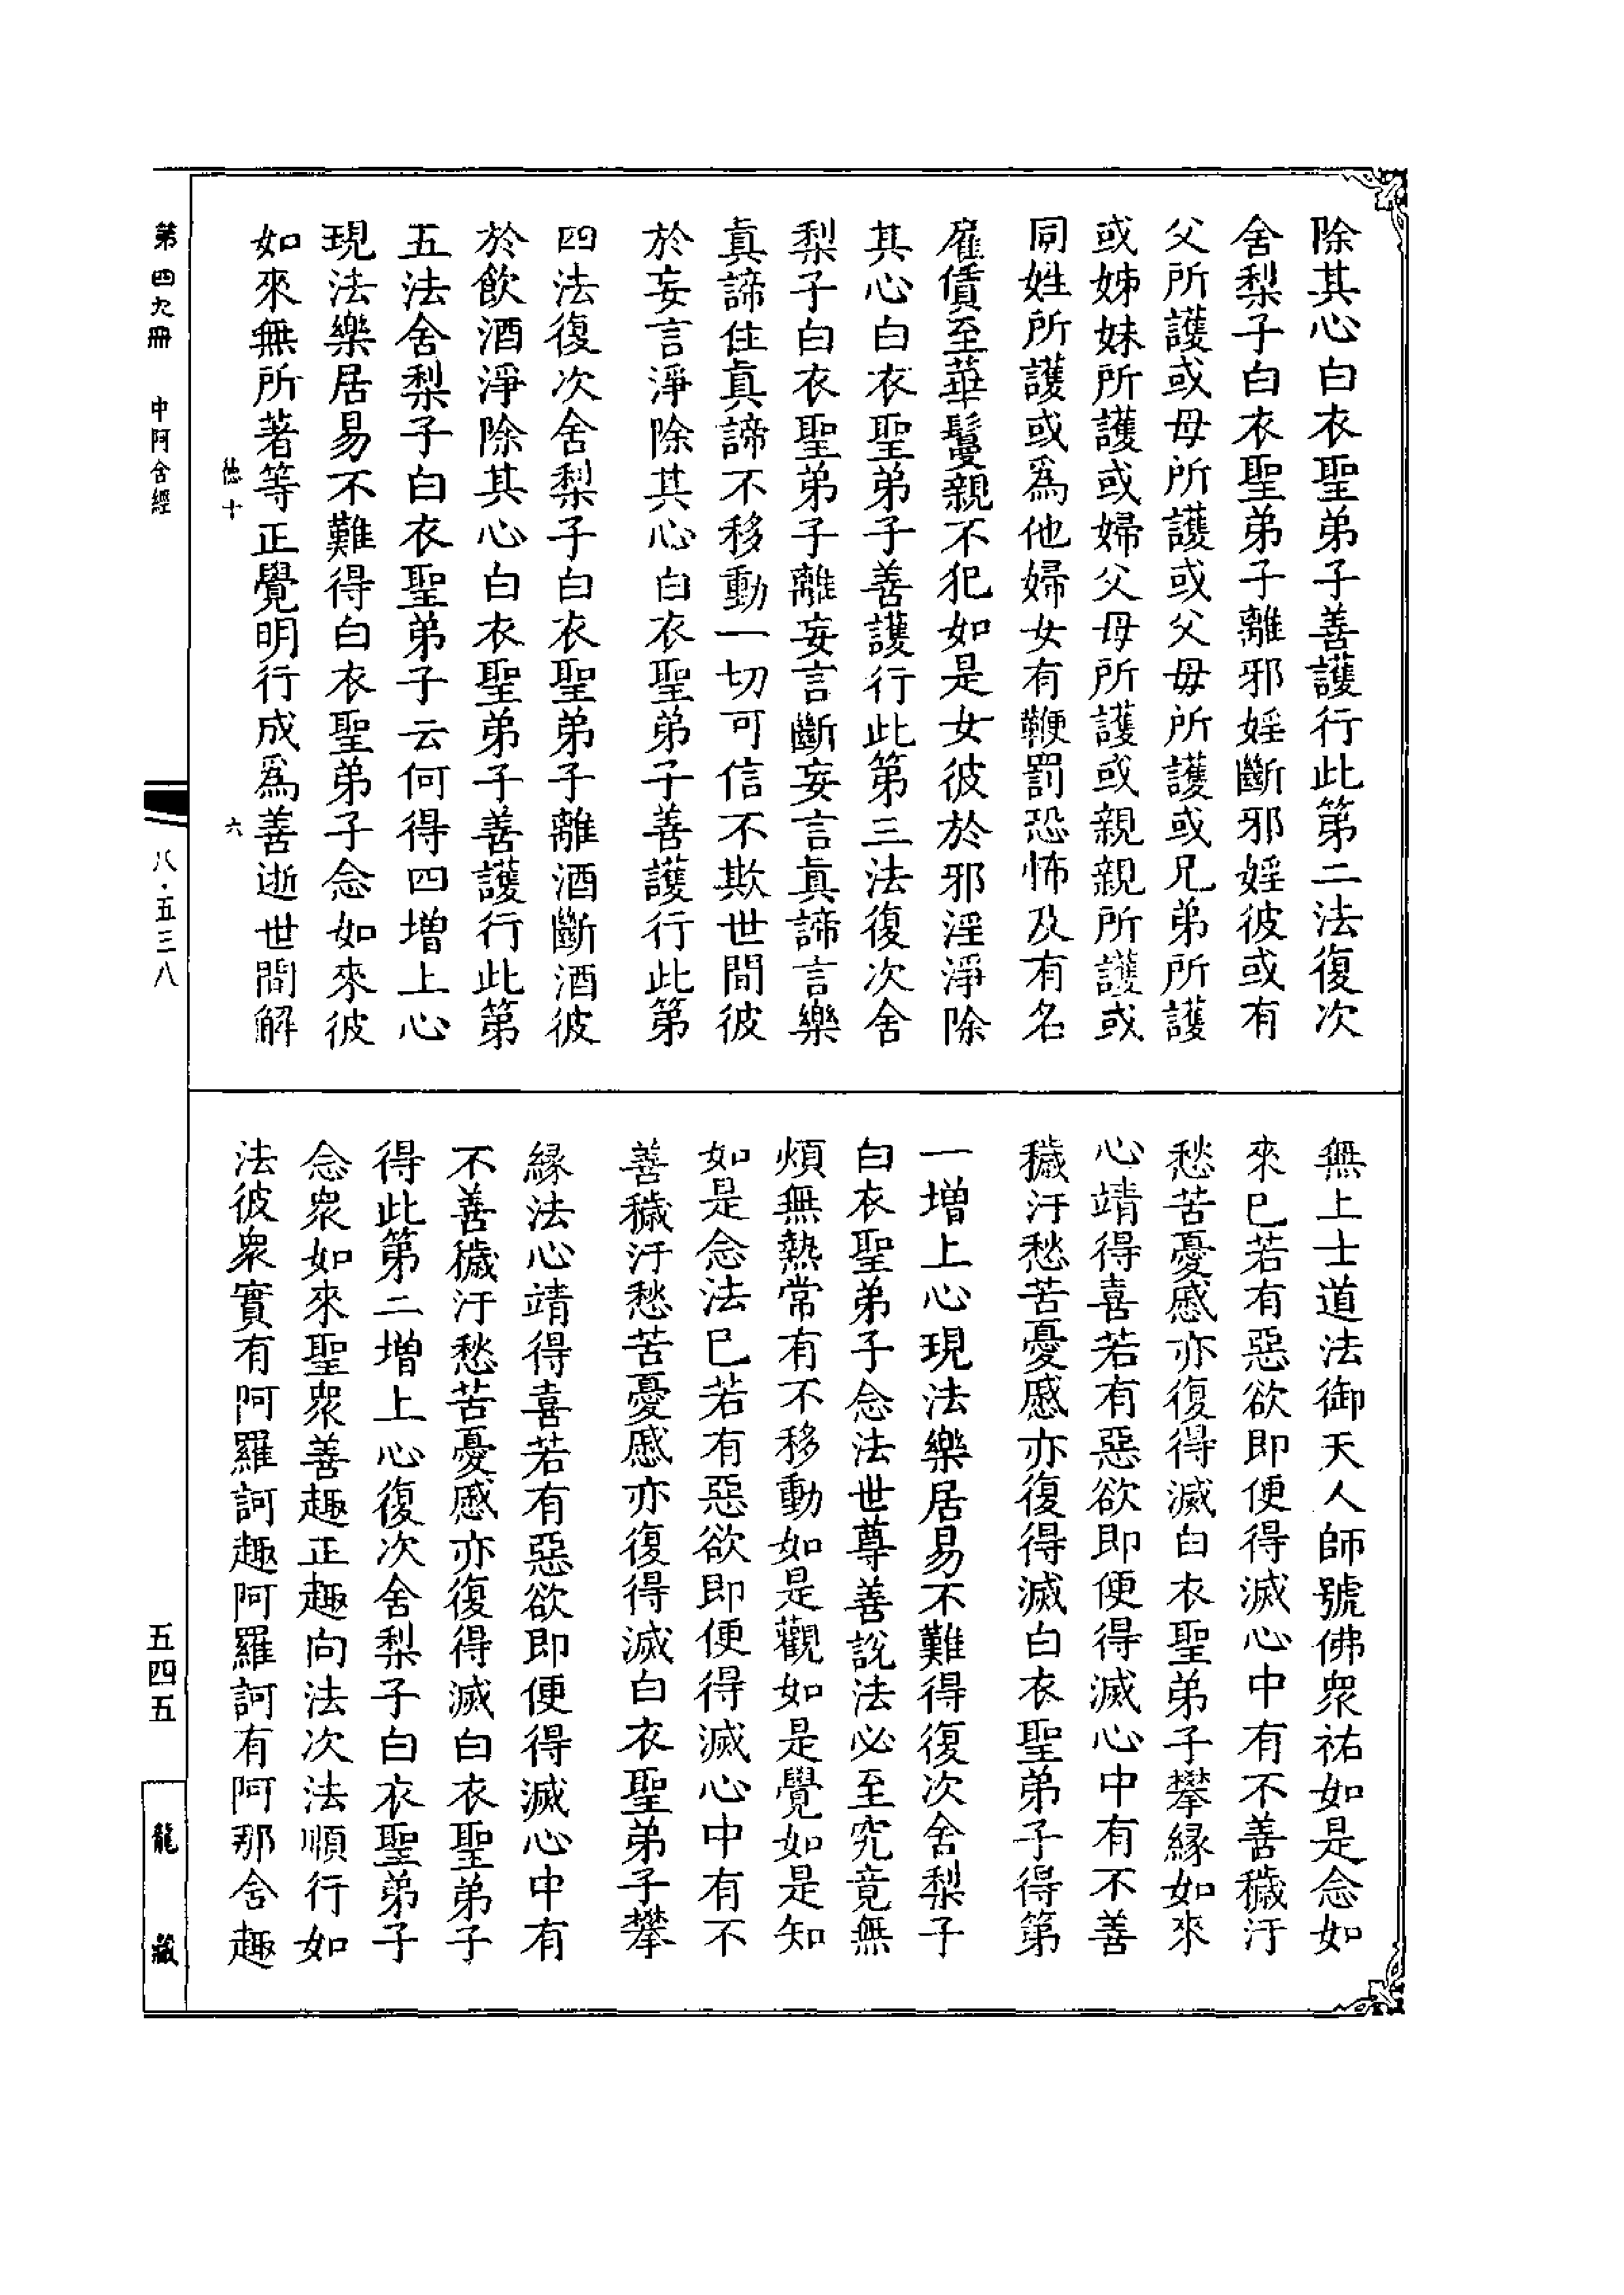 除其心白衣聖弟子善護行此第二法復次
舍梨子白衣聖弟子離邪婬斷邪婬彼或有
父所護或母所護或父母所護或兄弟所護
或姊妹所護或婦父母所護或親親所護或
同姓所護或爲他婦女有鞭罰恐怖及有名
雇債至華鬘親不犯如是女彼於邪淫淨除
其心白衣聖弟子善護行此第三法復次舍
梨子白衣聖弟子離妄言斷妄言眞諦言樂
眞諦住眞諦不移動一切可信不欺世間彼
於妄言淨除其心白衣聖弟子善護行此第
四法復次舍梨子白衣聖弟子離酒斷酒彼
於飲酒淨除其心白衣聖弟子善護行此第
五法舍梨子白衣聖弟子云何得四增上心
現法樂居易不難得白衣聖弟子念如來彼
如來無所著等正覺明行成爲善逝世間解
德十
六
無上士道法御天人師號佛衆祐如是念如
來已若有惡欲即便得滅心中有不善穢汙
愁苦憂慼亦復得滅白衣聖弟子攀緣如來
心靖得喜若有惡欲即便得滅心中有不善
穢汙愁苦憂慼亦復得滅白衣聖弟子得第
一增上心現法樂居易不難得復次舍梨子
白衣聖弟子念法世尊善說法必至究竟無
煩無熱常有不移動如是觀如是覺如是知
如是念法已若有惡欲即便得滅心中有不
善穢汙愁苦憂慼亦復得滅白衣聖弟子攀
緣法心靖得喜若有惡欲即便得滅心中有
不善穢汙愁苦憂慼亦復得滅白衣聖弟子
得此第二增上心復次舍梨子白衣聖弟子
念衆如來聖衆善趣正趣向法次法順行如
法彼衆實有阿羅訶趣阿羅訶有阿那含趣
第四九冊 中阿含經
八·五三八
五四五
龍藏